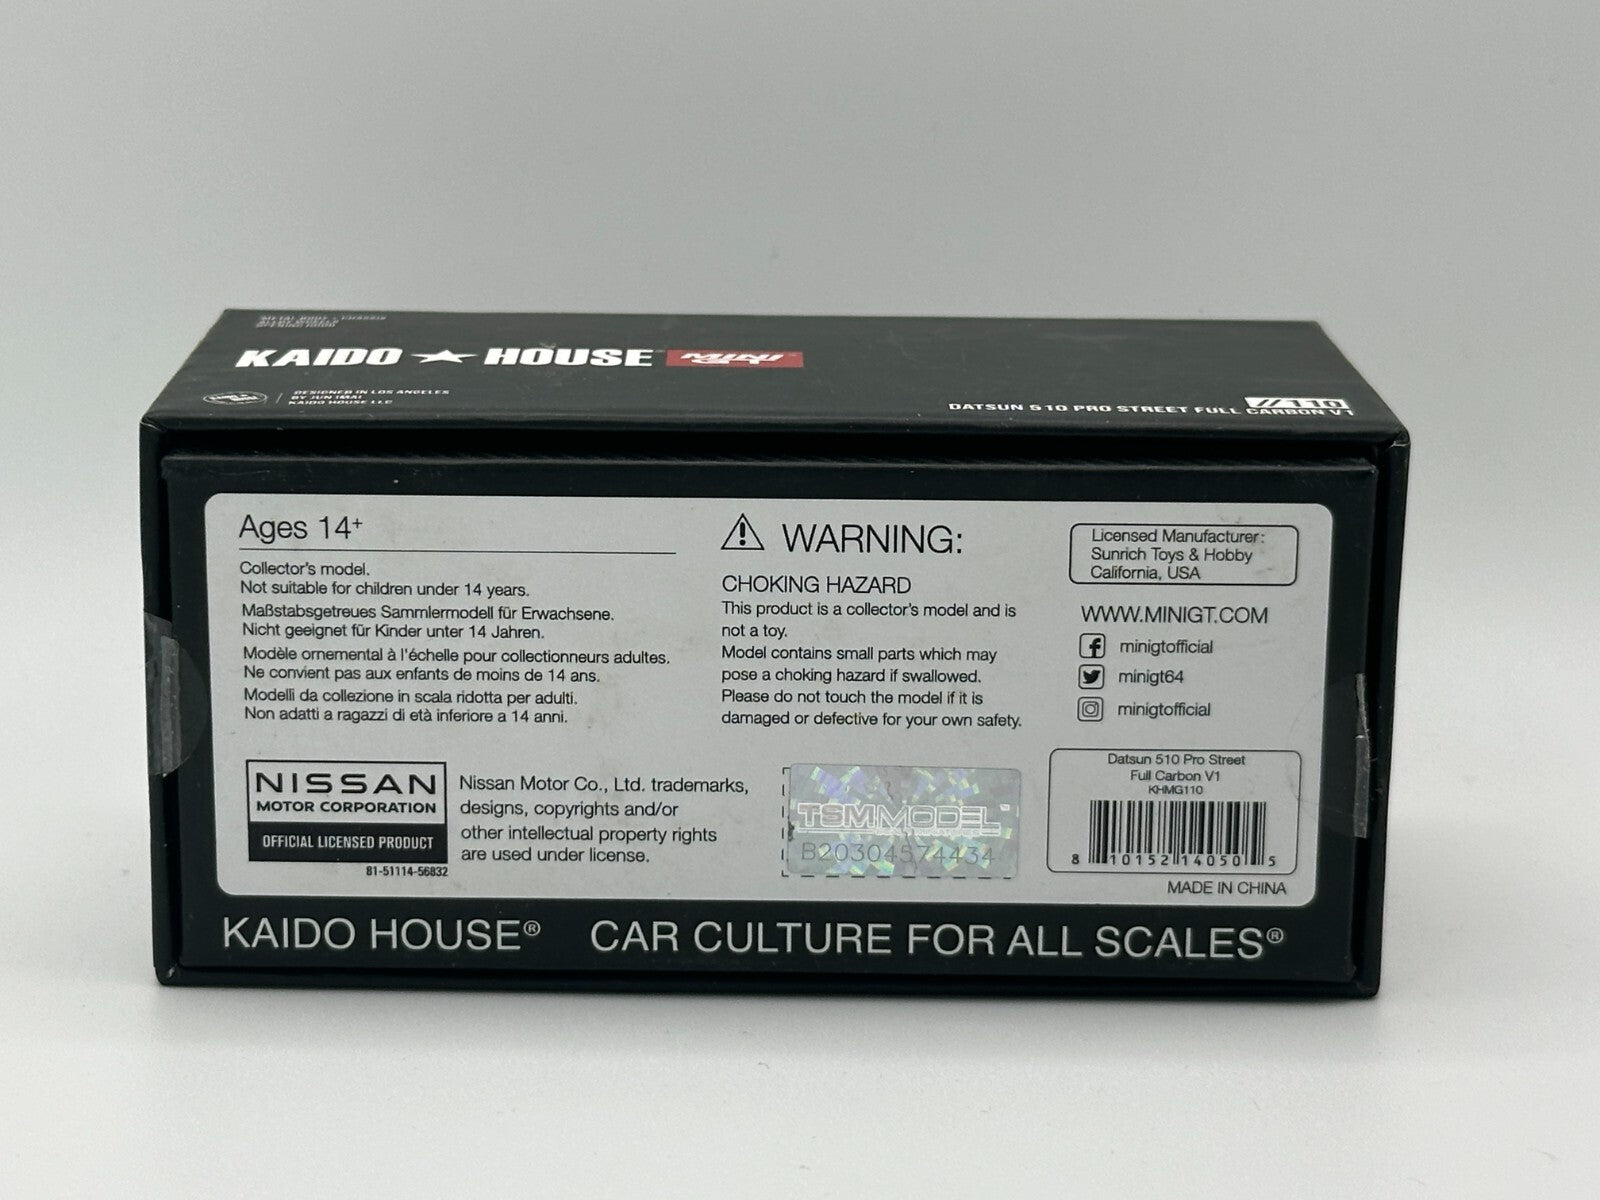 METAL BODY + CHASSIS
KAIDO ★ HOUSE MINI GT
DESIGNED IN LOS ANGELES
BY JUN IMAI
KAIDO HOUSE LLC
//110
DATSUN 510 PRO STREET FULL CARBON V1
Ages 14+
Collector's model.
Not suitable for children under 14 years.
Maßstabsgetreues Sammlermodell für Erwachsene.
Nicht geeignet für Kinder unter 14 Jahren.
Modèle ornemental à l'échelle pour collectionneurs adultes.
Ne convient pas aux enfants de moins de 14 ans.
Modelli da collezione in scala ridotta per adulti.
Non adatti a ragazzi di età inferiore a 14 anni.
WARNING:
CHOKING HAZARD
This product is a collector's model and is
not a toy.
Model contains small parts which may
pose a choking hazard if swallowed.
Please do not touch the model if it is
damaged or defective for your own safety.
Licensed Manufacturer:
Sunrich Toys & Hobby
California, USA
WWW.MINIGT.COM
minigtofficial
minigt64
minigtofficial
NISSAN
MOTOR CORPORATION
OFFICIAL LICENSED PRODUCT
81-51114-56832
Nissan Motor Co., Ltd. trademarks,
designs, copyrights and/or
other intellectual property rights
are used under license.
TSMMODEL™
B20304574434
Datsun 510 Pro Street
Full Carbon V1
KHMG110
8 10152 14050 5
MADE IN CHINA
KAIDO HOUSE® CAR CULTURE FOR ALL SCALES®